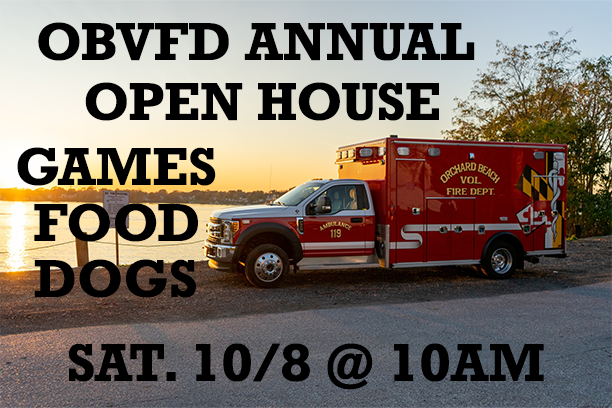 OBVFD ANNUAL
OPEN HOUSE
GAMES
FOOD
DOGS
ORCHARD BEACH
VOL.
FIRE DEPT.
AMBULANCE
119
SAT. 10/8 @ 10AM